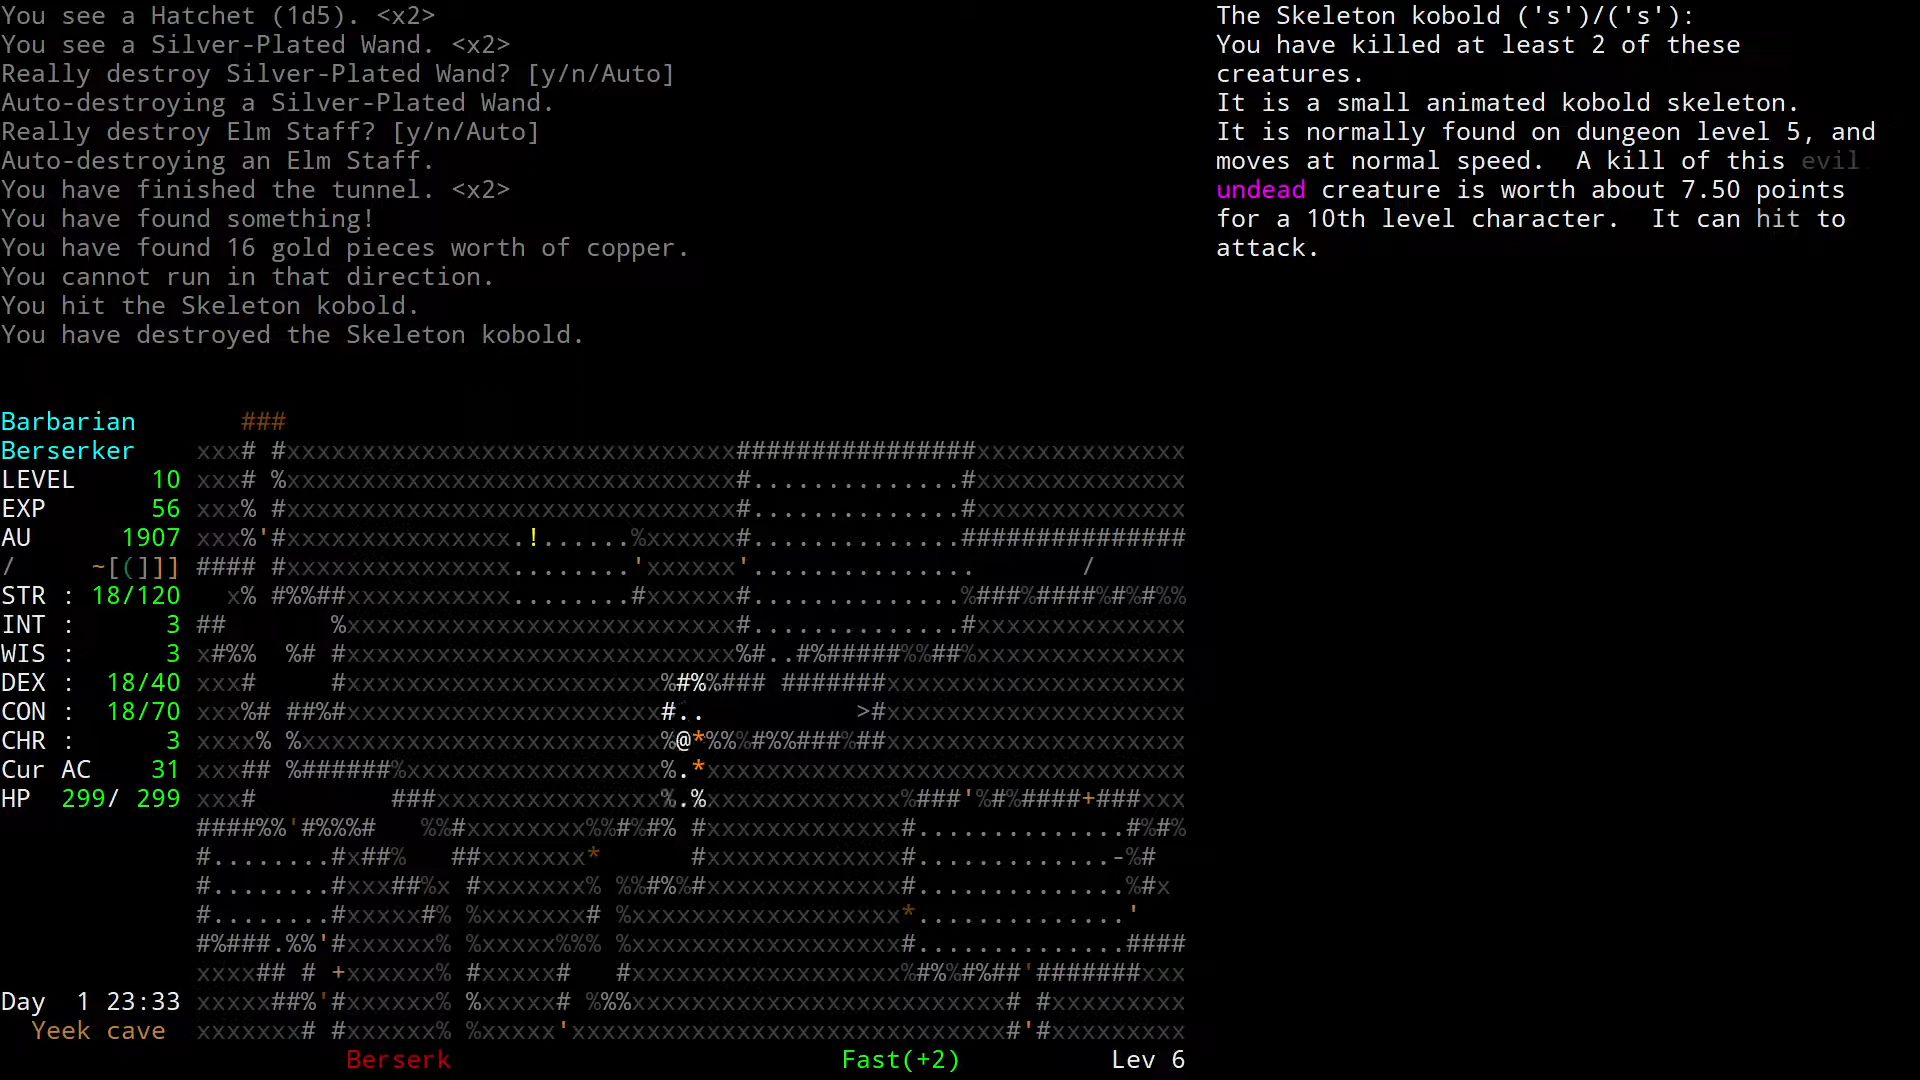 You see a Hatchet (1d5). <x2>
You see a Silver-Plated Wand. <x2>
Really destroy Silver-Plated Wand? [y/n/Auto]
Auto-destroying a Silver-Plated Wand.
Really destroy Elm Staff? [y/n/Auto]
Auto-destroying an Elm Staff.
You have finished the tunnel. <x2>
You have found something!
You have found 16 gold pieces worth of copper.
You cannot run in that direction.
You hit the Skeleton kobold.
You have destroyed the Skeleton kobold.
The Skeleton kobold ('s')/('s'):
You have killed at least 2 of these
creatures.
It is a small animated kobold skeleton.
It is normally found on dungeon level 5, and
moves at normal speed.  A kill of this evil
undead creature is worth about 7.50 points
for a 10th level character.  It can hit to
attack.
Barbarian
Berserker
LEVEL 10
EXP 56
AU 1907
/ ~[(]]]
STR : 18/120
INT : 3
WIS : 3
DEX : 18/40
CON : 18/70
CHR : 3
Cur AC 31
HP 299/ 299
Day 1 23:33
Yeek cave
Berserk
Fast(+2)
Lev 6